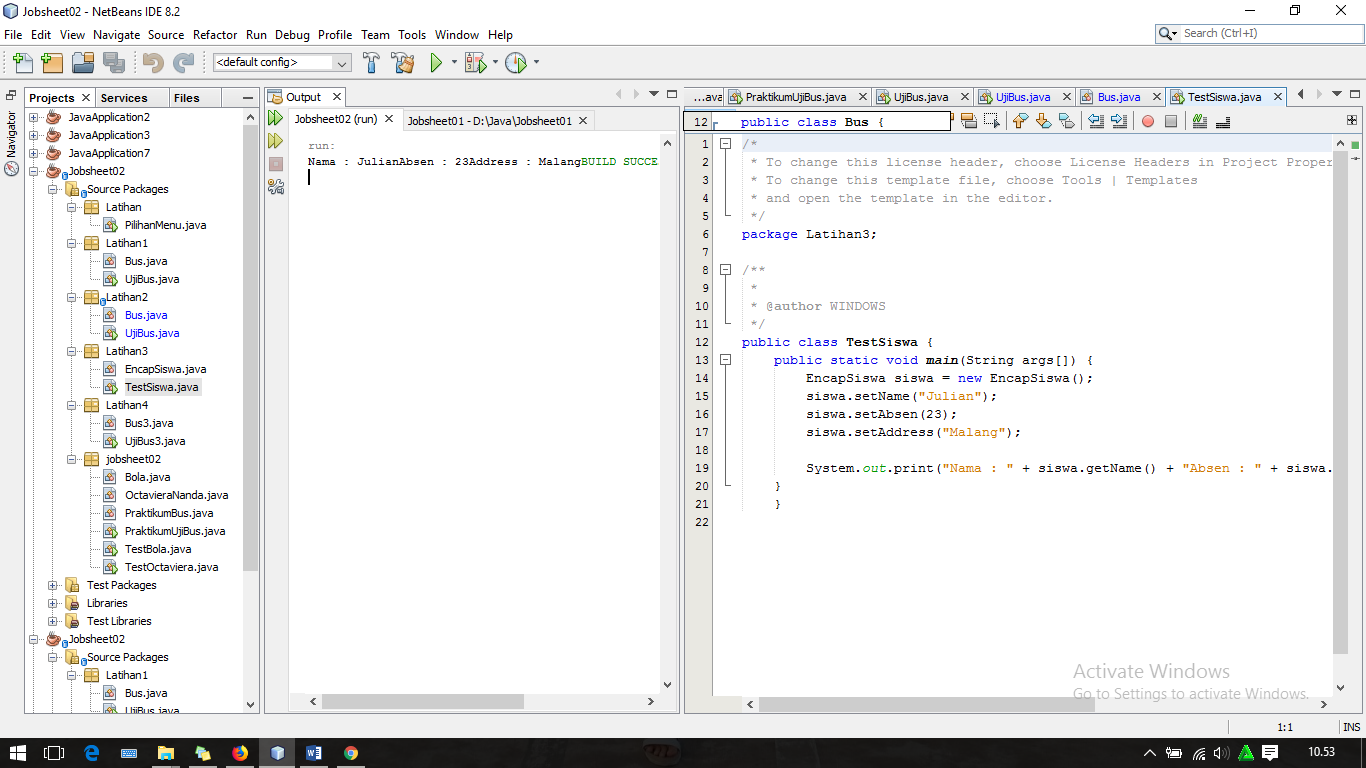 Jobsheet02 - NetBeans IDE 8.2
File Edit View Navigate Source Refactor Run Debug Profile Team Tools Window Help
Search (Ctrl+I)
<default config>
Navigator
Projects Services Files
JavaApplication2
JavaApplication3
JavaApplication7
Jobsheet02
Source Packages
Latihan
PilihanMenu.java
Latihan1
Bus.java
UjiBus.java
Latihan2
Bus.java
UjiBus.java
Latihan3
EncapSiswa.java
TestSiswa.java
Latihan4
Bus3.java
UjiBus3.java
jobsheet02
Bola.java
OctavieraNanda.java
PraktikumBus.java
PraktikumUjiBus.java
TestBola.java
TestOctaviera.java
Test Packages
Libraries
Test Libraries
Jobsheet02
Source Packages
Latihan1
Bus.java
UjiBus.java
Output
Jobsheet02 (run) Jobsheet01 - D:\Java\Jobsheet01
run:
Nama : JulianAbsen : 23Address : MalangBUILD SUCCE
...ava PraktikumUjiBus.java UjiBus.java UjiBus.java Bus.java TestSiswa.java
12 public class Bus {
1 /*
2 * To change this license header, choose License Headers in Project Proper
3 * To change this template file, choose Tools | Templates
4 * and open the template in the editor.
5 */
6 package Latihan3;
7
8 /**
9 *
10 * @author WINDOWS
11 */
12 public class TestSiswa {
13 public static void main(String args[]) {
14 EncapSiswa siswa = new EncapSiswa();
15 siswa.setName("Julian");
16 siswa.setAbsen(23);
17 siswa.setAddress("Malang");
18
19 System.out.print("Nama : " + siswa.getName() + "Absen : " + siswa.
20 }
21 }
22
Activate Windows
Go to Settings to activate Windows.
1:1 INS
10.53